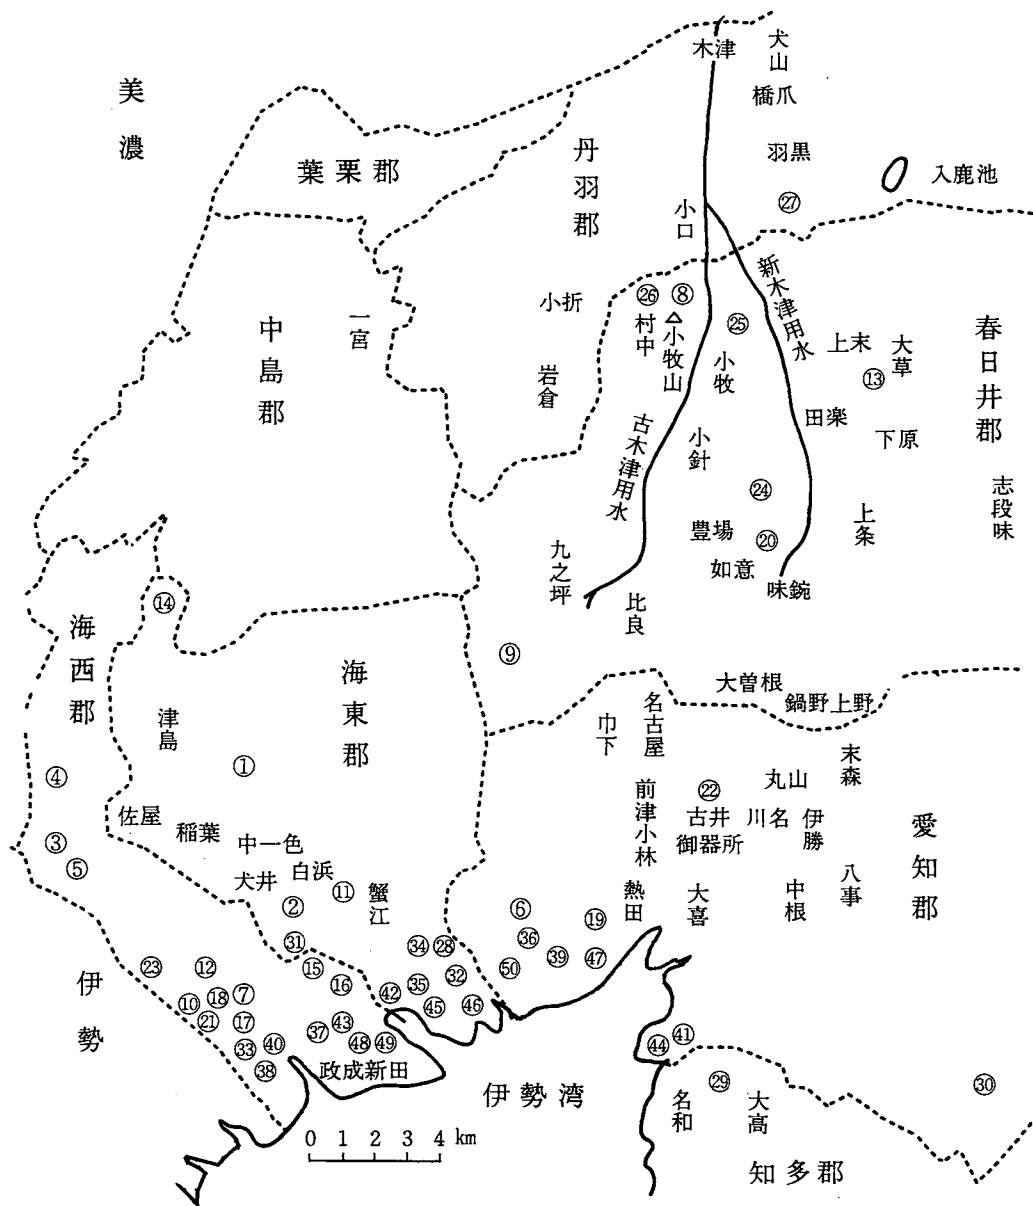 美濃
葉栗郡
丹羽郡
木津
犬山
橋爪
羽黒
入鹿池
㉗
小口
新木津用水
中島郡
一宮
小折
岩倉
㉖
⑧
村中
小牧山
㉕
小牧
上末
大草
⑬
春日井郡
田楽
下原
古木津用水
小針
㉔
志段味
豊場
⑳
上条
如意
味鋺
九之坪
比良
⑨
⑭
海西郡
海東郡
津島
①
④
③
⑤
佐屋
稲葉
中一色
白浜
犬井
⑪
②
蟹江
大曽根
鍋野上野
名古屋
巾下
末森
丸山
㉒
前津小林
古井
川名
伊勝
御器所
愛知郡
八事
中根
大喜
熱田
⑥
⑲
㊱
㊴
㊼
㊿
㉛
㉞
㉘
㉓
⑫
⑮
⑯
㊷
㉟
㉜
⑩
⑱
⑦
㊺
㊻
㉑
⑰
㊲
㊸
㉝
㊵
㊽
㊾
㊳
政成新田
伊勢
伊勢湾
㊹
㊶
㉙
㉚
名和
大高
知多郡
0 1 2 3 4 km